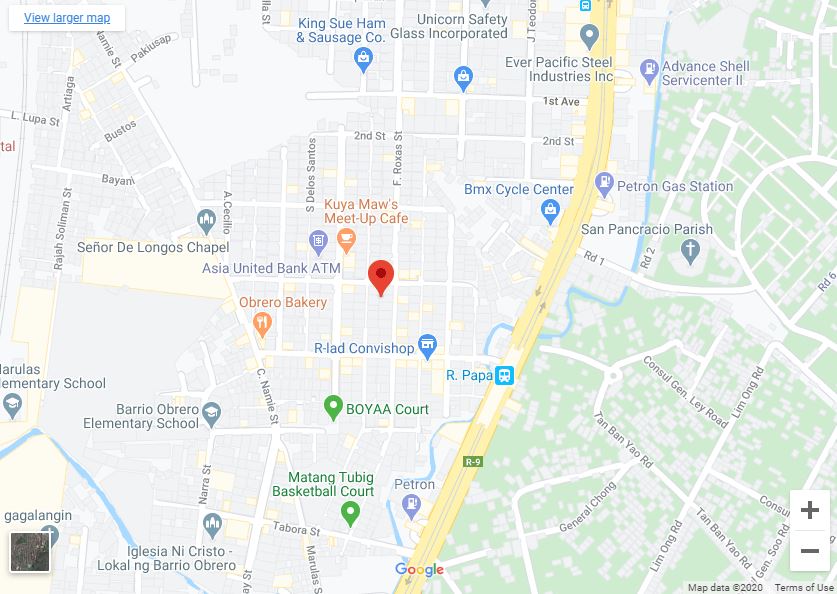 View larger map
King Sue Ham
& Sausage Co.
Unicorn Safety
Glass Incorporated
J Teodoro
Ever Pacific Steel
Industries Inc
Advance Shell
Servicenter II
Pakiusap
Namie St
Artiaga
L. Lupa St
Bustos
1st Ave
2nd St
2nd St
Bayani
S Delos Santos
F. Roxas St
A.Cecilio
Rajah Soliman St
Kuya Maw's
Meet-Up Cafe
Bmx Cycle Center
Petron Gas Station
San Pancracio Parish
Señor De Longos Chapel
Asia United Bank ATM
Rd 1
Rd 2
Rd 6
Obrero Bakery
R-lad Convishop
R. Papa
Marulas
Elementary School
C. Namie St
Consul Gen. Ley Road
Lim Ong Rd
Barrio Obrero
Elementary School
BOYAA Court
Tan Ban Yao Rd
R-9
Narra St
Matang Tubig
Basketball Court
Petron
General Chong
Tan Ban Yao Rd
Lim Ong Rd
Gen. Soo Rd
gagalangin
Tabora St
Iglesia Ni Cristo -
Lokal ng Barrio Obrero
Marulas S
Google
Map data ©2020
Terms of Use